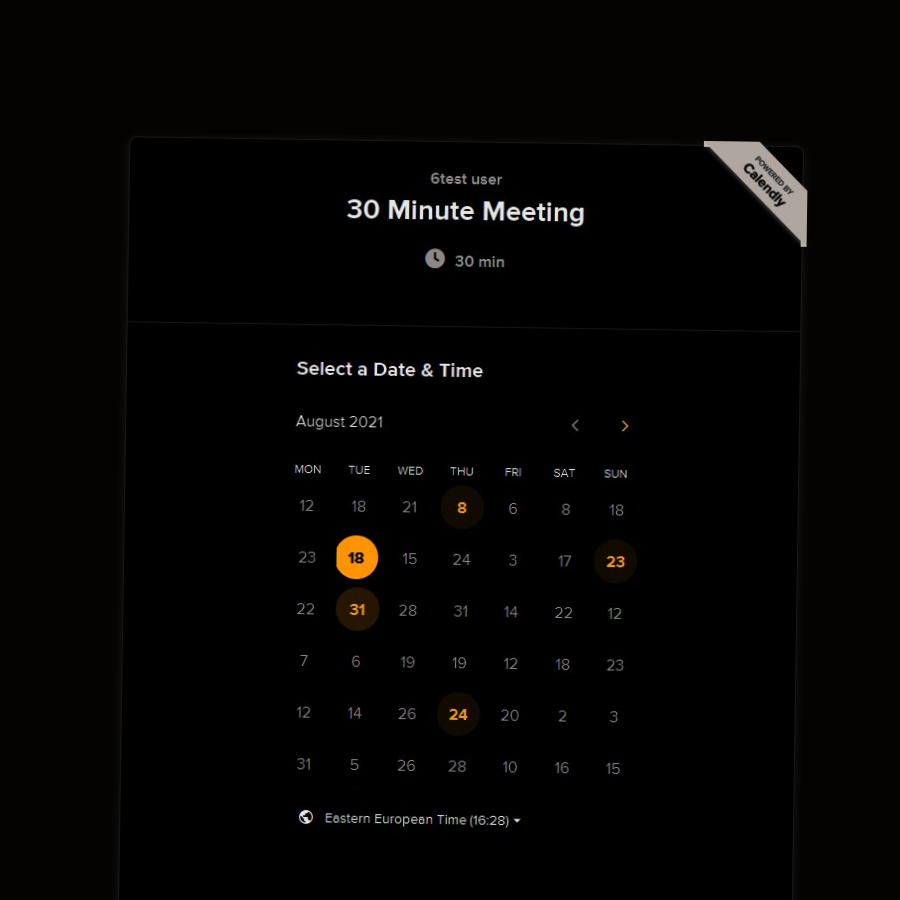 POWERED BY
Calendly
6test user
30 Minute Meeting
30 min
Select a Date & Time
August 2021
MON TUE WED THU FRI SAT SUN
12 18 21 8 6 8 18
23 18 15 24 3 17 23
22 31 28 31 14 22 12
7 6 19 19 12 18 23
12 14 26 24 20 2 3
31 5 26 28 10 16 15
Eastern European Time (16:28)